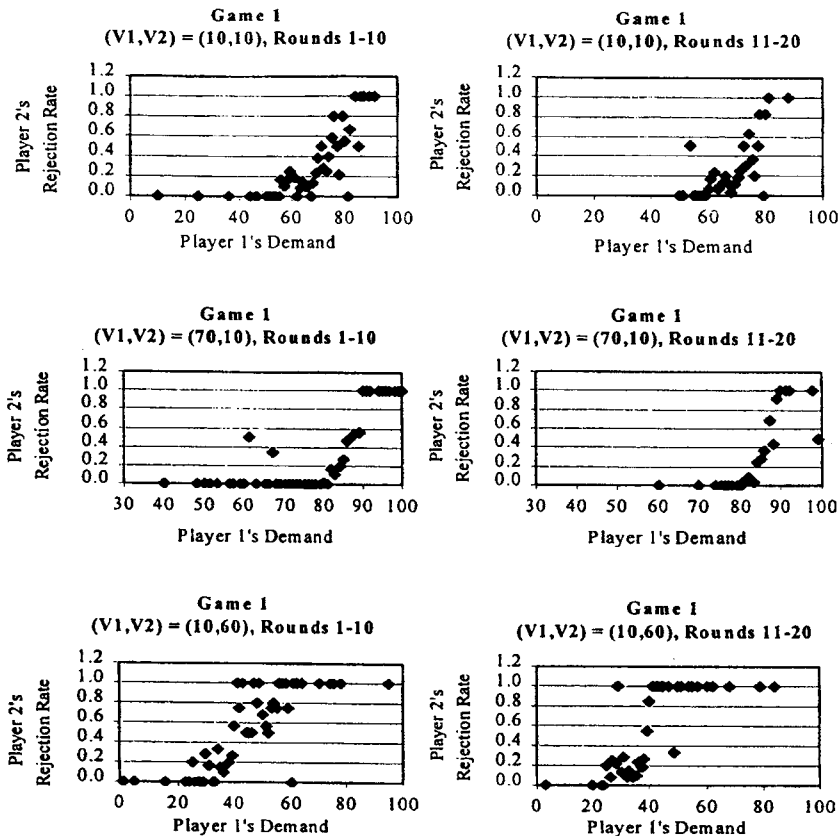 Game 1
(V1,V2) = (10,10), Rounds 1-10
Player 2's
Rejection Rate
1.2
1.0
0.8
0.6
0.4
0.2
0.0
0 20 40 60 80 100
Player 1's Demand
Game 1
(V1,V2) = (10,10), Rounds 11-20
Player 2's
Rejection Rate
1.2
1.0
0.8
0.6
0.4
0.2
0.0
0 20 40 60 80 100
Player 1's Demand
Game 1
(V1,V2) = (70,10), Rounds 1-10
Player 2's
Rejection Rate
1.2
1.0
0.8
0.6
0.4
0.2
0.0
30 40 50 60 70 80 90 100
Player 1's Demand
Game 1
(V1,V2) = (70,10), Rounds 11-20
Player 2's
Rejection Rate
1.2
1.0
0.8
0.6
0.4
0.2
0.0
30 40 50 60 70 80 90 100
Player 1's Demand
Game 1
(V1,V2) = (10,60), Rounds 1-10
Player 2's
Rejection Rate
1.2
1.0
0.8
0.6
0.4
0.2
0.0
0 20 40 60 80 100
Player 1's Demand
Game 1
(V1,V2) = (10,60), Rounds 11-20
Player 2's
Rejection Rate
1.2
1.0
0.8
0.6
0.4
0.2
0.0
0 20 40 60 80 100
Player 1's Demand